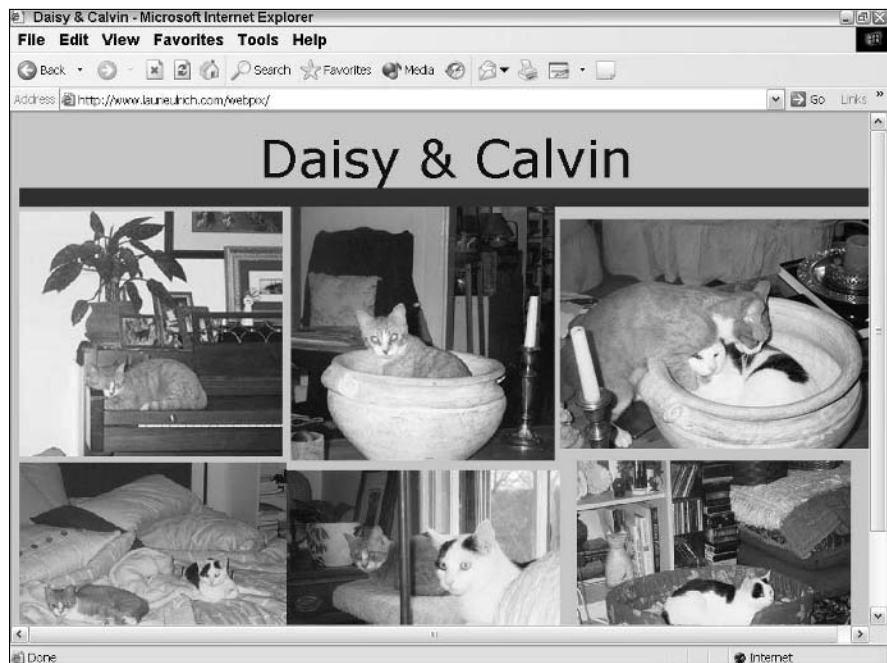 Daisy & Calvin - Microsoft Internet Explorer
File Edit View Favorites Tools Help
Back Search Favorites Media
Address http://www.laurieulrich.com/webpix/ Go Links »
Daisy & Calvin
Done Internet